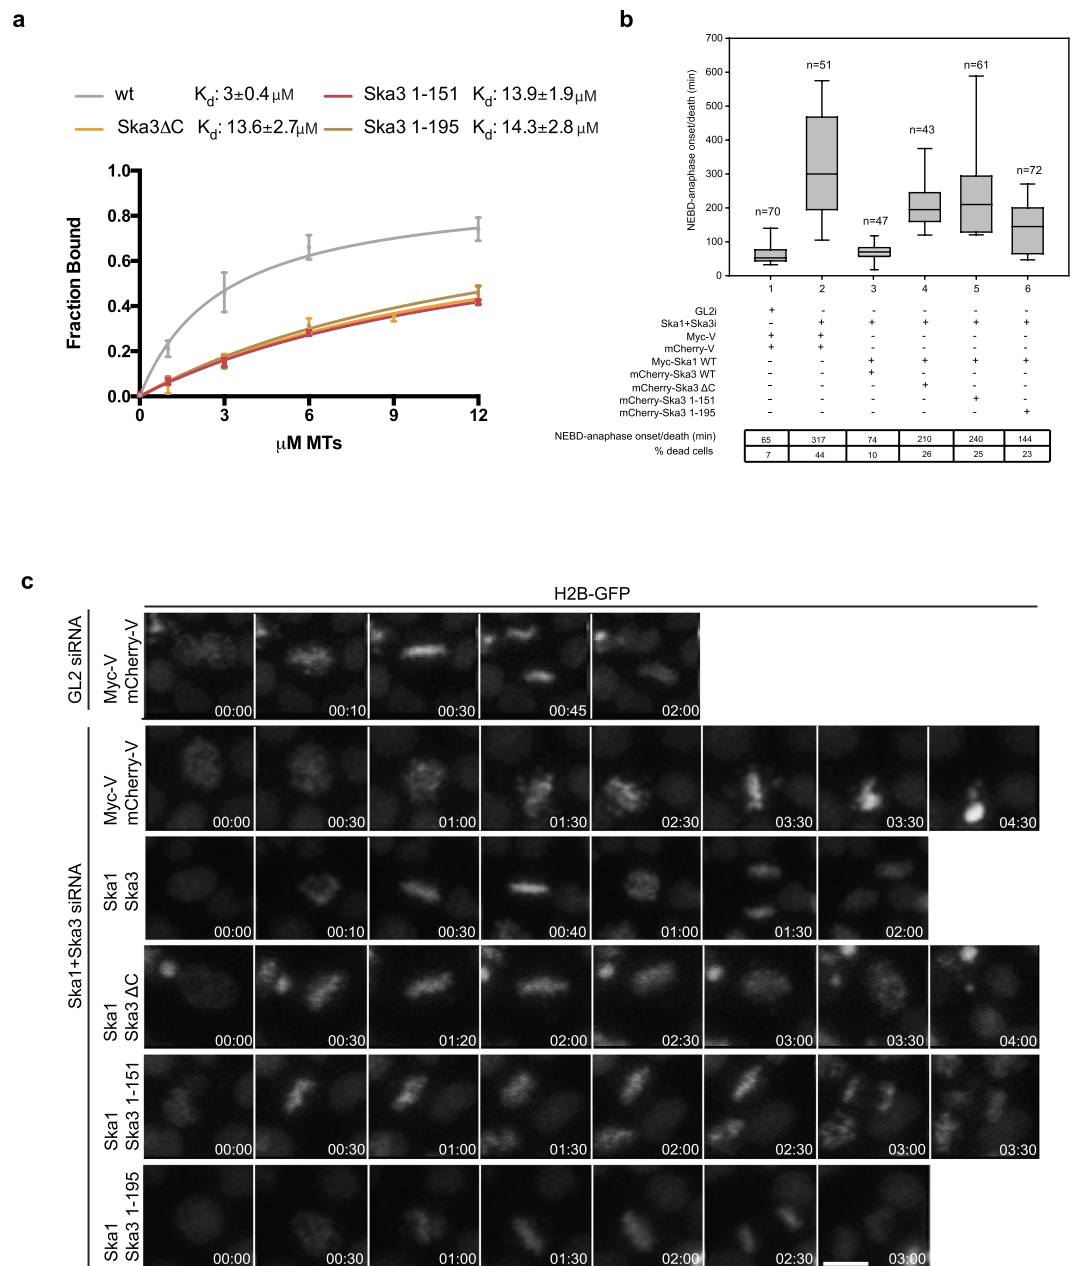 a
wt Kd: 3±0.4 μM
Ska3 1-151 Kd: 13.9±1.9 μM
Ska3ΔC Kd: 13.6±2.7μM
Ska3 1-195 Kd: 14.3±2.8 μM
1.0
0.8
0.6
0.4
0.2
0.0
Fraction Bound
0 3 6 9 12
μM MTs
b
700
600
500
400
300
200
100
0
NEBD-anaphase onset/death (min)
n=70
n=51
n=47
n=43
n=61
n=72
1 2 3 4 5 6
GL2i + - - - - -
Ska1+Ska3i - + + + + +
Myc-V + + - - - -
mCherry-V + + - - - -
Myc-Ska1 WT - - + + + +
mCherry-Ska3 WT - - + - - -
mCherry-Ska3 ΔC - - - + - -
mCherry-Ska3 1-151 - - - - + -
mCherry-Ska3 1-195 - - - - - +
NEBD-anaphase onset/death (min) 65 317 74 210 240 144
% dead cells 7 44 10 26 25 23
c
H2B-GFP
GL2 siRNA
Myc-V
mCherry-V
00:00 00:10 00:30 00:45 02:00
Ska1+Ska3 siRNA
Myc-V
mCherry-V
00:00 00:30 01:00 01:30 02:30 03:30 03:30 04:30
Ska1
Ska3
00:00 00:10 00:30 00:40 01:00 01:30 02:00
Ska1
Ska3 ΔC
00:00 00:30 01:20 02:00 02:30 03:00 03:30 04:00
Ska1
Ska3 1-151
00:00 00:30 01:00 01:30 02:00 02:30 03:00 03:30
Ska1
Ska3 1-195
00:00 00:30 01:00 01:30 02:00 02:30 03:00